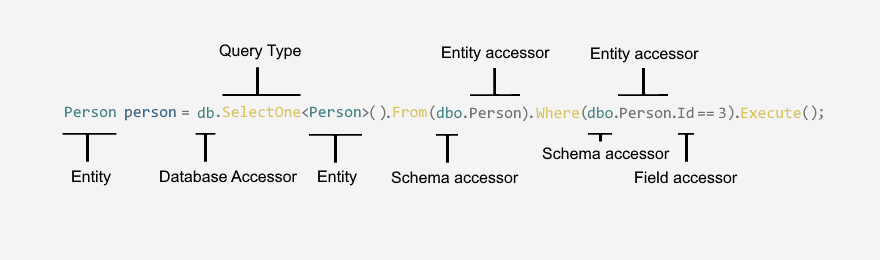 Query Type
Entity accessor
Entity accessor
Person person = db.SelectOne<Person>().From(dbo.Person).Where(dbo.Person.Id == 3).Execute();
Schema accessor
Entity
Database Accessor
Entity
Schema accessor
Field accessor